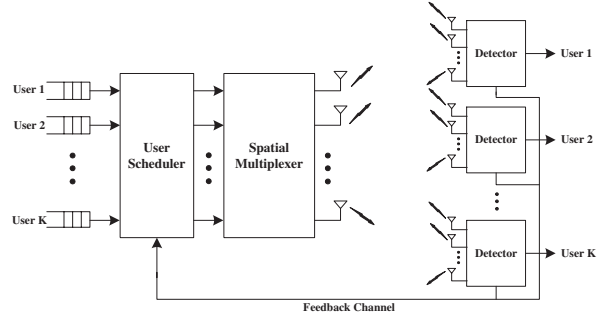 User 1
User 2
User K
User
Scheduler
Spatial
Multiplexer
Detector
User 1
Detector
User 2
Detector
User K
Feedback Channel